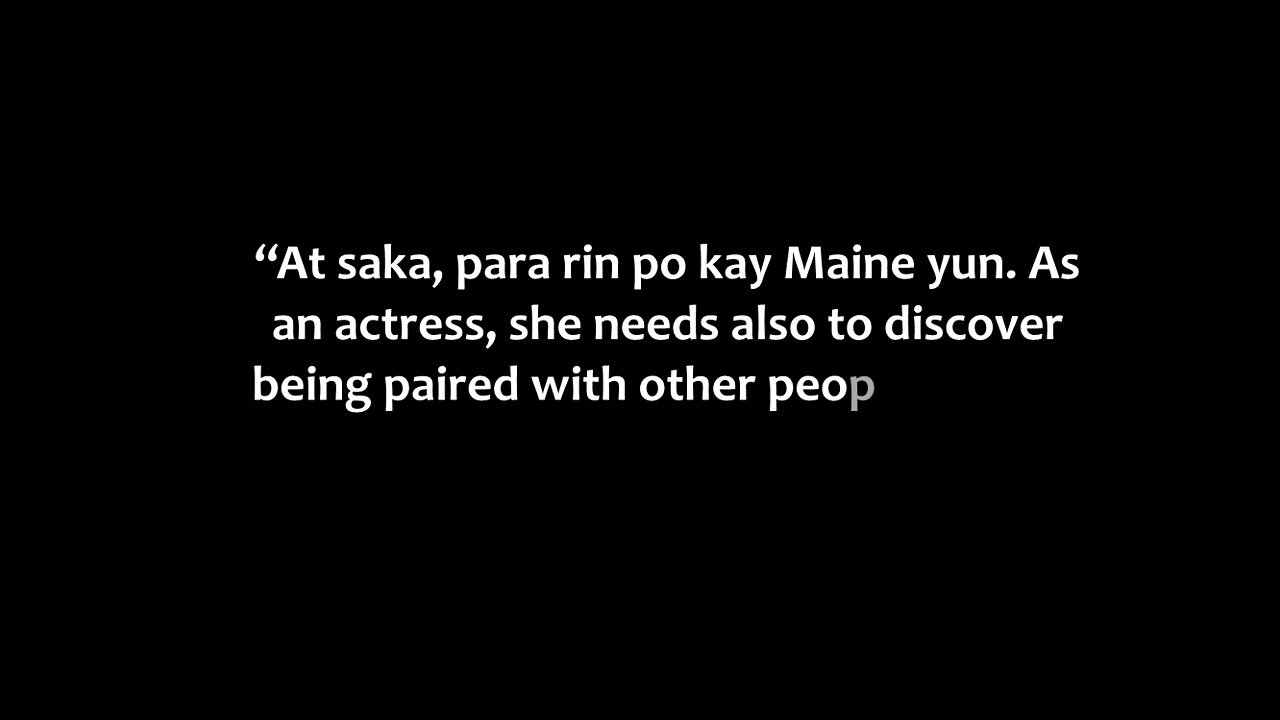 “At saka, para rin po kay Maine yun. As
an actress, she needs also to discover
being paired with other peop